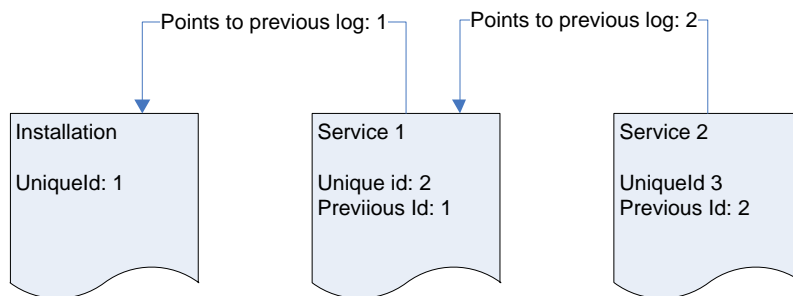 Points to previous log: 1
Points to previous log: 2
Installation
UniqueId: 1
Service 1
Unique id: 2
Previious Id: 1
Service 2
UniqueId 3
Previous Id: 2